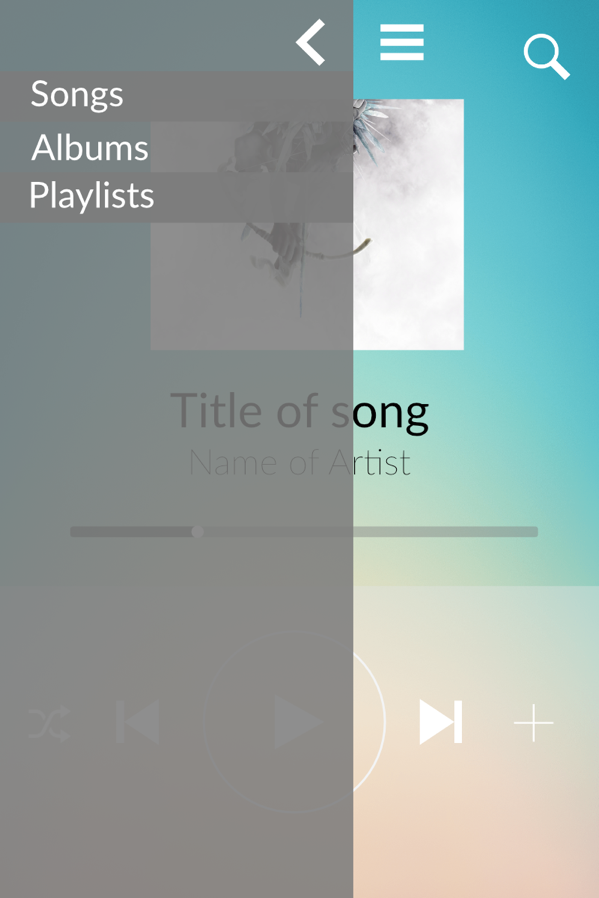 Songs
Albums
Playlists
Title of song
Name of Artist